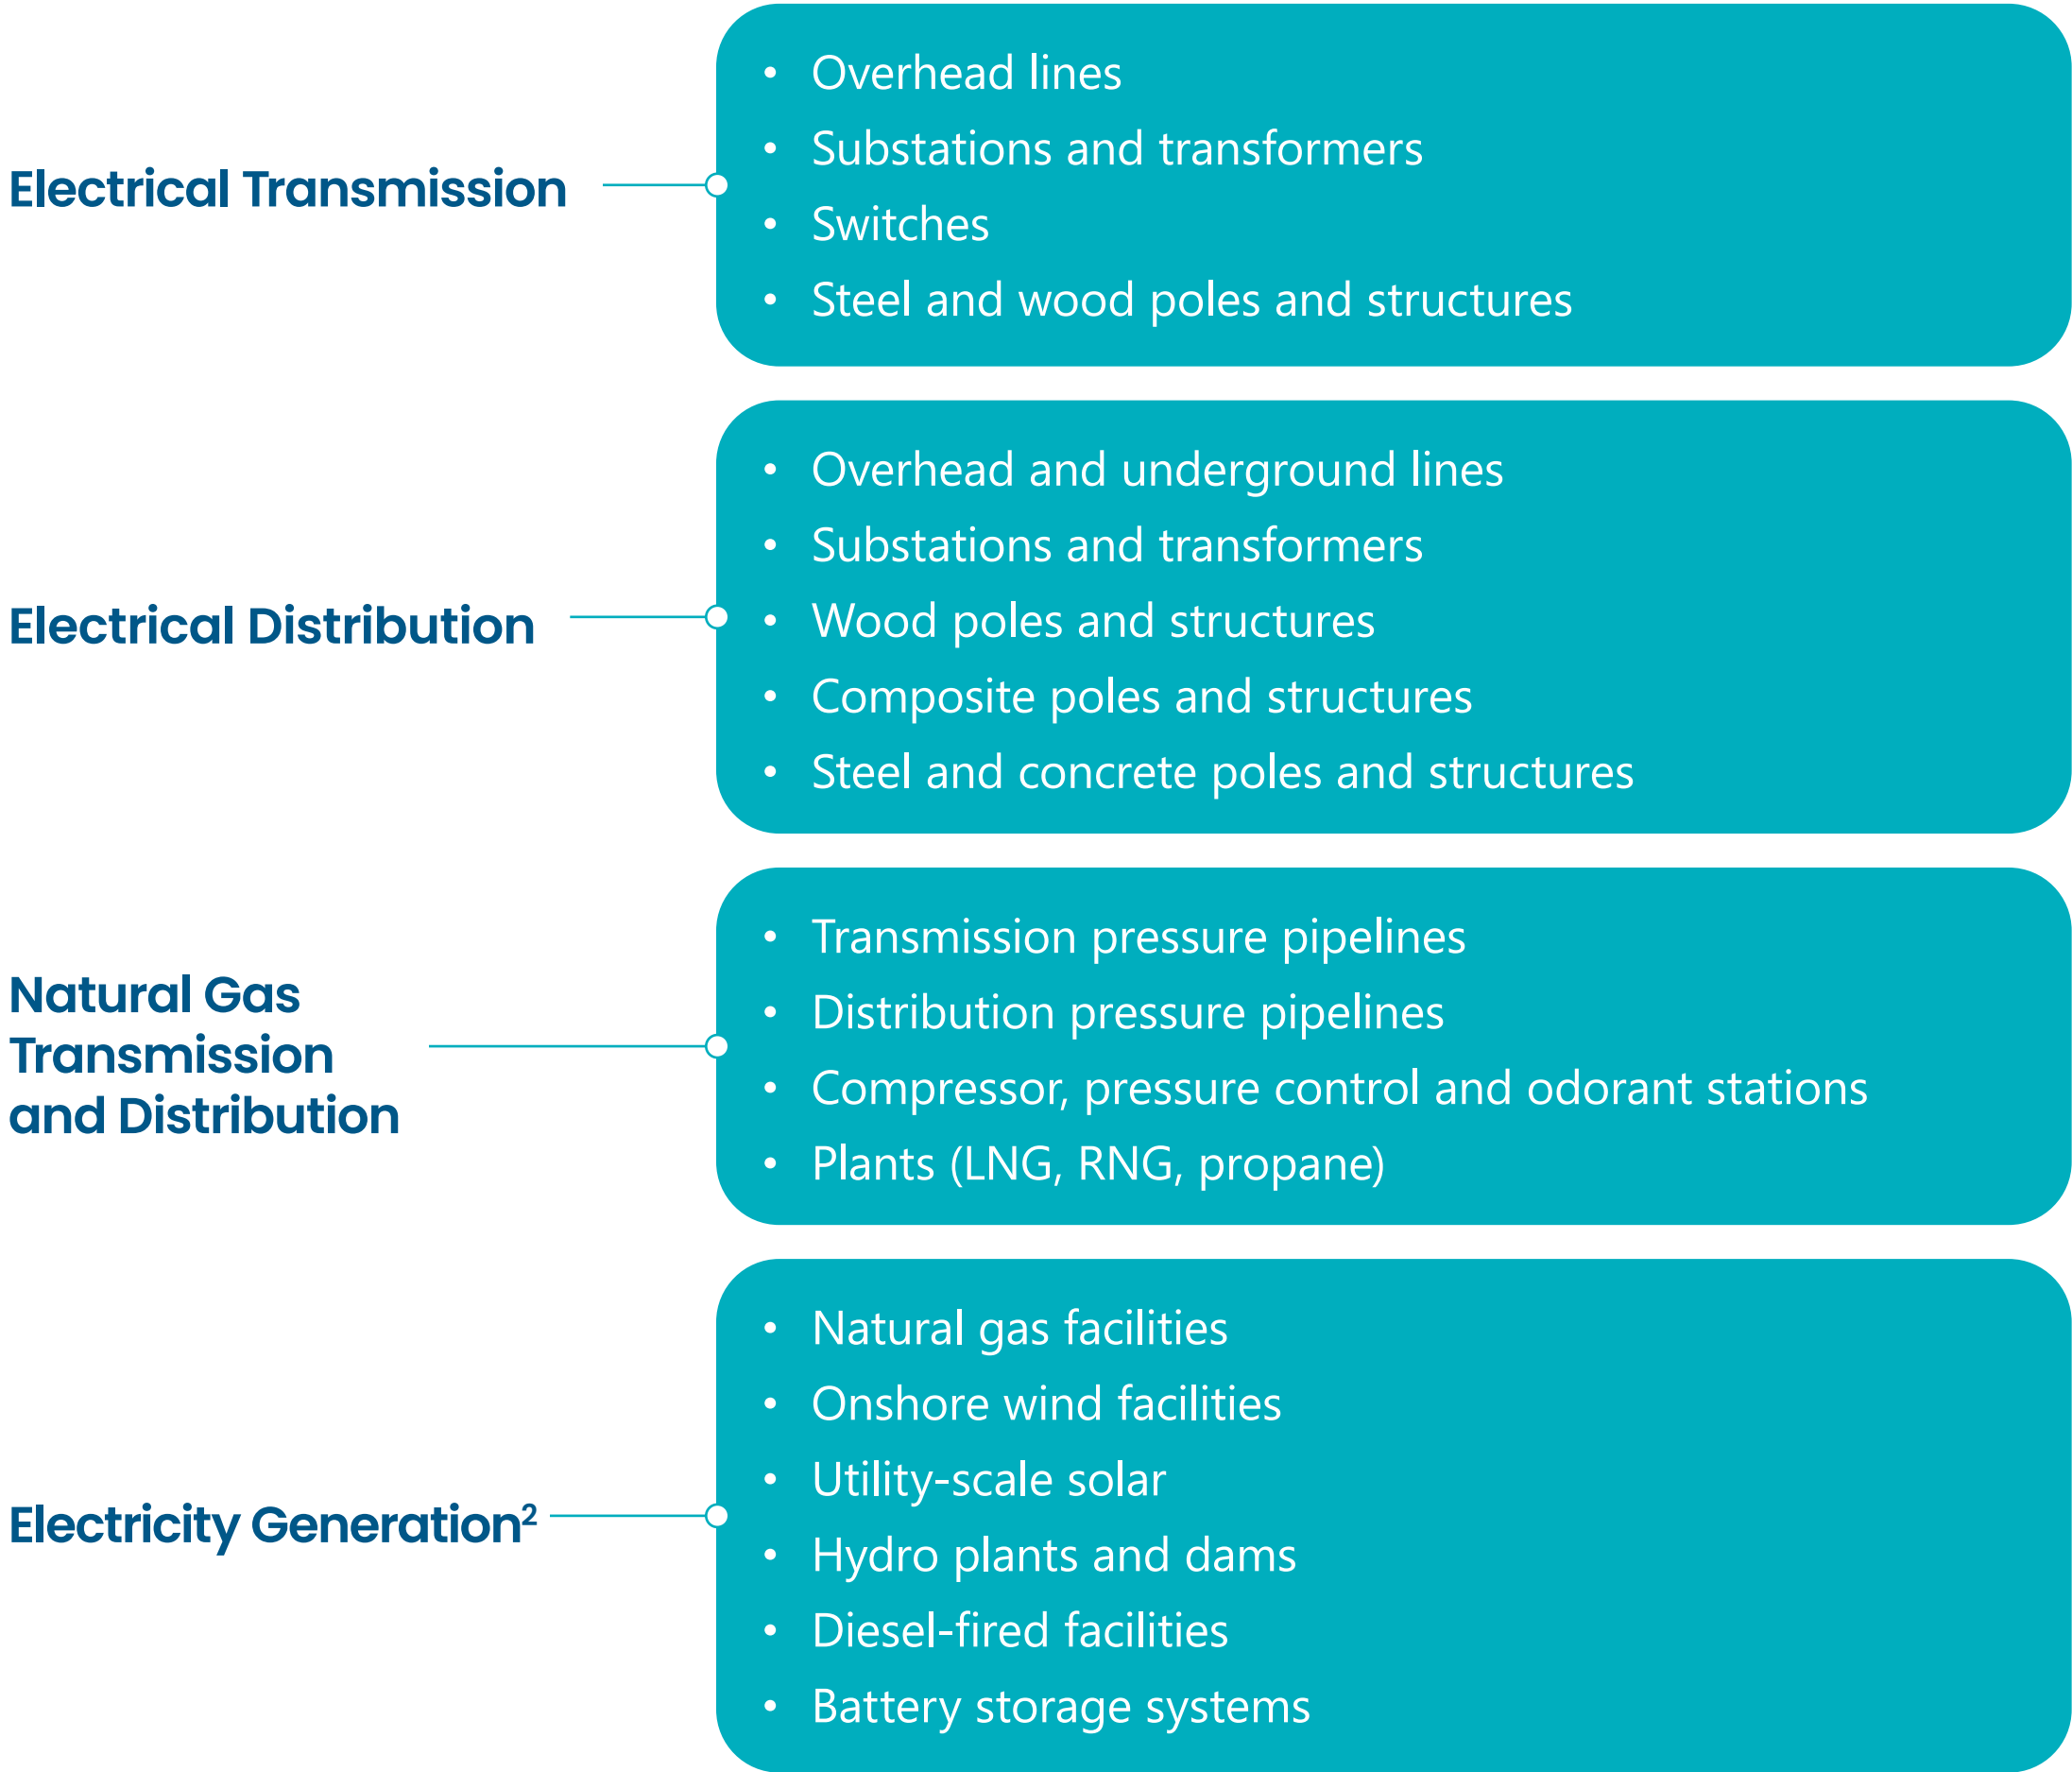 Electrical Transmission
• Overhead lines
• Substations and transformers
• Switches
• Steel and wood poles and structures
Electrical Distribution
• Overhead and underground lines
• Substations and transformers
• Wood poles and structures
• Composite poles and structures
• Steel and concrete poles and structures
Natural Gas
Transmission
and Distribution
• Transmission pressure pipelines
• Distribution pressure pipelines
• Compressor, pressure control and odorant stations
• Plants (LNG, RNG, propane)
Electricity Generation²
• Natural gas facilities
• Onshore wind facilities
• Utility-scale solar
• Hydro plants and dams
• Diesel-fired facilities
• Battery storage systems